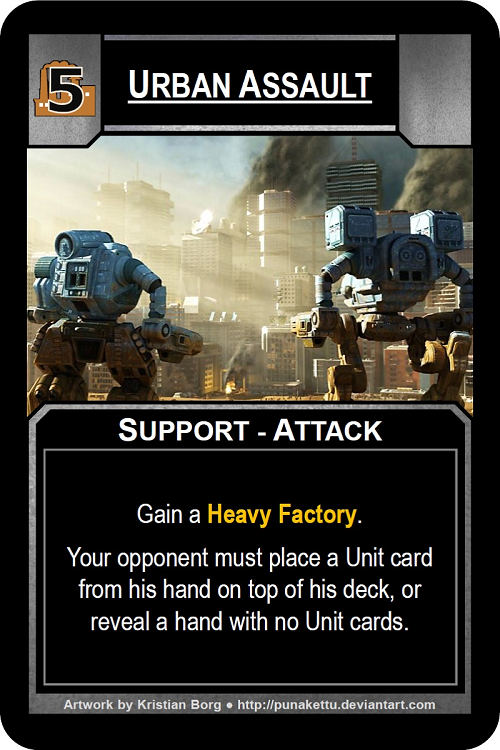 5
URBAN ASSAULT
SUPPORT - ATTACK
Gain a Heavy Factory.
Your opponent must place a Unit card
from his hand on top of his deck, or
reveal a hand with no Unit cards.
Artwork by Kristian Borg ● http://punakettu.deviantart.com